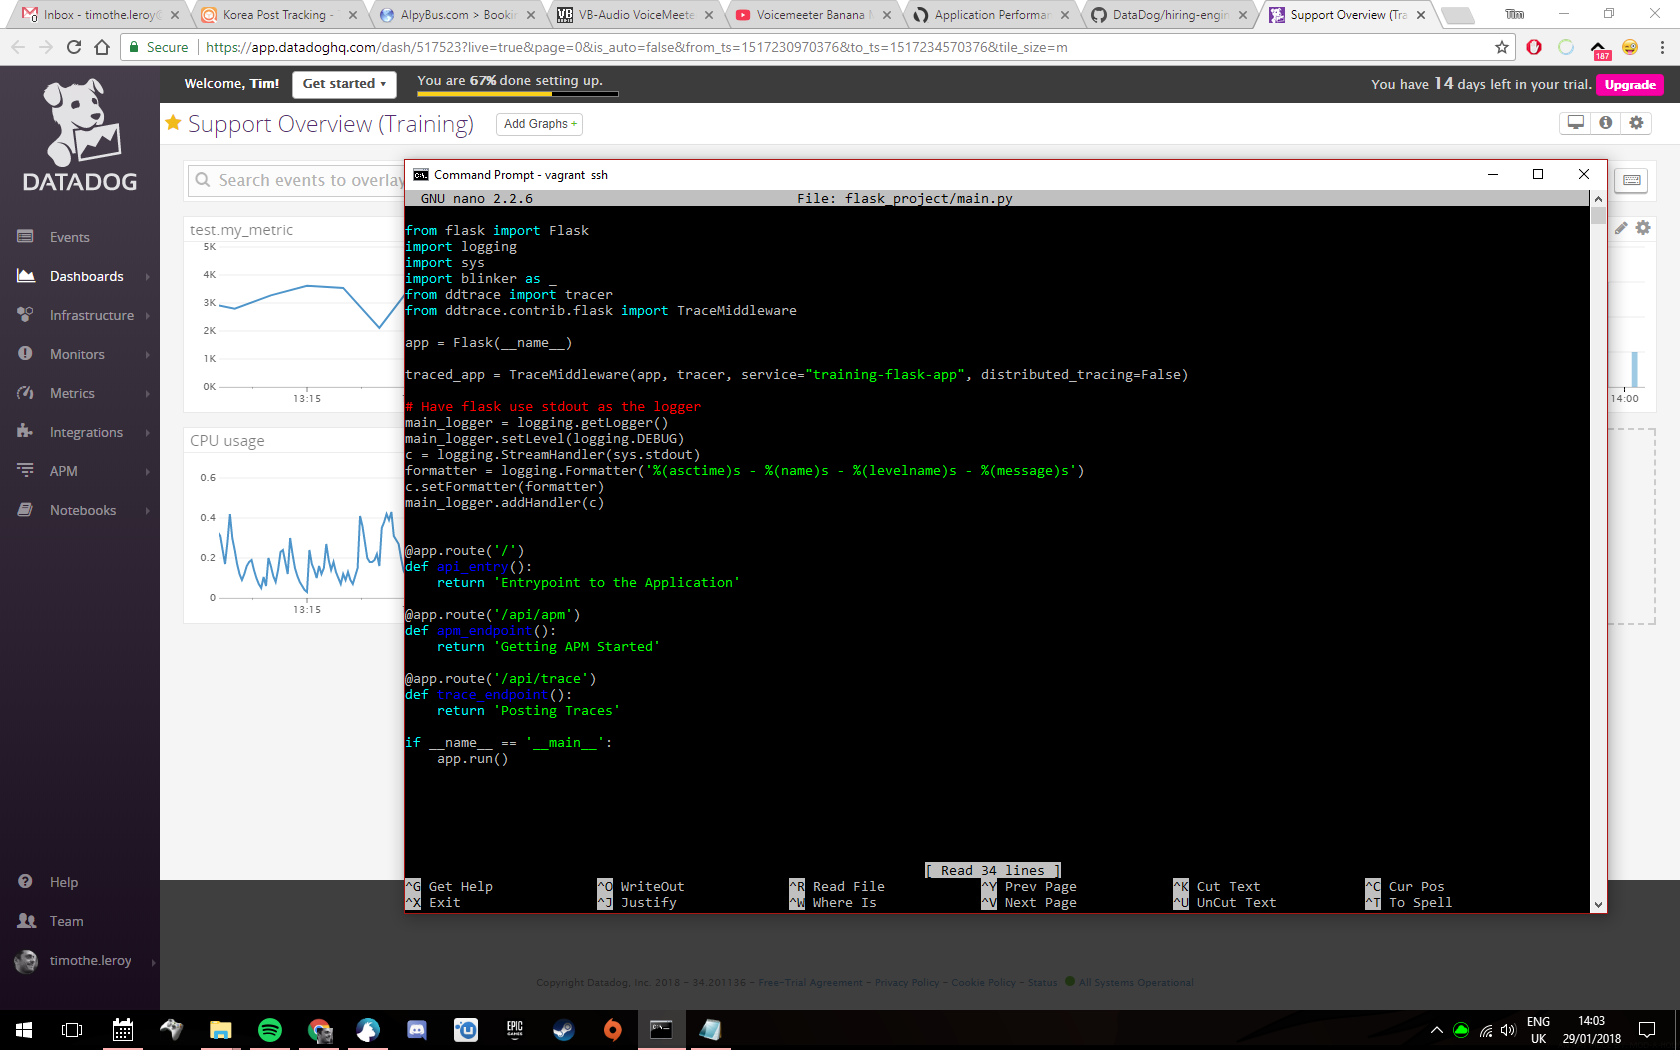 Inbox - timothe.leroy@
Korea Post Tracking -
AlpyBus.com > Bookin
VB-Audio VoiceMeete
Voicemeeter Banana
Application Performan
DataDog/hiring-engin
Support Overview (Tra
Tim
Secure
https://app.datadoghq.com/dash/517523?live=true&page=0&is_auto=false&from_ts=1517230970376&to_ts=1517234570376&tile_size=m
187
DATADOG
Welcome, Tim!
Get started
You are 67% done setting up.
You have 14 days left in your trial.
Upgrade
Support Overview (Training)
Add Graphs +
Search events to overlay
Events
Dashboards
Infrastructure
Monitors
Metrics
Integrations
APM
Notebooks
Help
Team
timothe.leroy
test.my_metric
5K
4K
3K
2K
1K
0K
13:15
CPU usage
0.6
0.4
0.2
0
13:15
14:00
Command Prompt - vagrant ssh
GNU nano 2.2.6
File: flask_project/main.py
from flask import Flask
import logging
import sys
import blinker as _
from ddtrace import tracer
from ddtrace.contrib.flask import TraceMiddleware
app = Flask(__name__)
traced_app = TraceMiddleware(app, tracer, service="training-flask-app", distributed_tracing=False)
# Have flask use stdout as the logger
main_logger = logging.getLogger()
main_logger.setLevel(logging.DEBUG)
c = logging.StreamHandler(sys.stdout)
formatter = logging.Formatter('%(asctime)s - %(name)s - %(levelname)s - %(message)s')
c.setFormatter(formatter)
main_logger.addHandler(c)
@app.route('/')
def api_entry():
    return 'Entrypoint to the Application'
@app.route('/api/apm')
def apm_endpoint():
    return 'Getting APM Started'
@app.route('/api/trace')
def trace_endpoint():
    return 'Posting Traces'
if __name__ == '__main__':
    app.run()
[ Read 34 lines ]
^G Get Help
^O WriteOut
^R Read File
^Y Prev Page
^K Cut Text
^C Cur Pos
^X Exit
^J Justify
^W Where Is
^V Next Page
^U UnCut Text
^T To Spell
Copyright Datadog, Inc. 2018 - 34.201136 - Free-Trial Agreement - Privacy Policy - Cookie Policy - Status All Systems Operational
EPIC GAMES
ENG
UK
14:03
29/01/2018